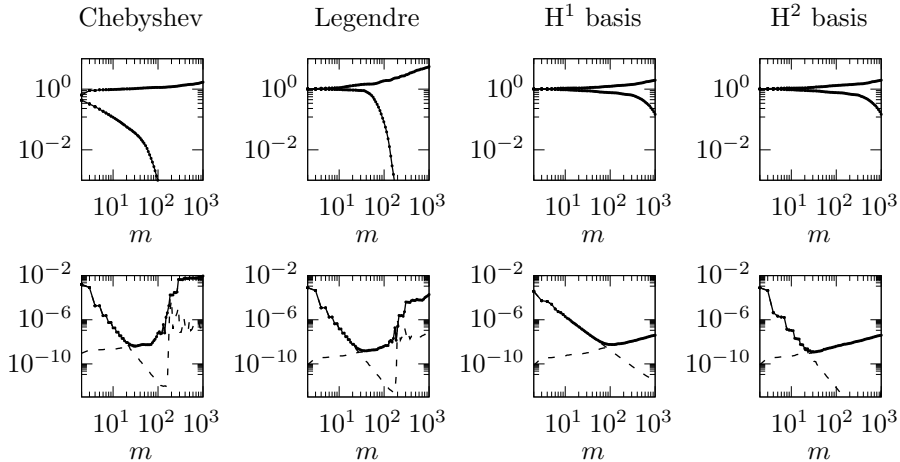 Chebyshev Legendre H¹ basis H² basis
10⁰ 10⁰ 10⁰ 10⁰
10⁻² 10⁻² 10⁻² 10⁻²
10¹ 10² 10³ 10¹ 10² 10³ 10¹ 10² 10³ 10¹ 10² 10³
m m m m
10⁻² 10⁻² 10⁻² 10⁻²
10⁻⁶ 10⁻⁶ 10⁻⁶ 10⁻⁶
10⁻¹⁰ 10⁻¹⁰ 10⁻¹⁰ 10⁻¹⁰
10¹ 10² 10³ 10¹ 10² 10³ 10¹ 10² 10³ 10¹ 10² 10³
m m m m